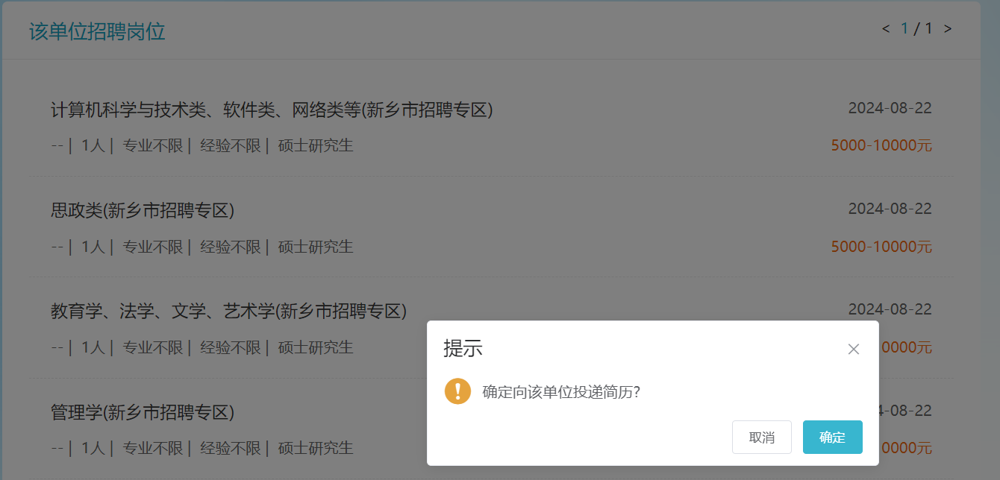 该单位招聘岗位
< 1 / 1 >
计算机科学与技术类、软件类、网络类等(新乡市招聘专区)
2024-08-22
--| 1人| 专业不限| 经验不限| 硕士研究生
5000-10000元
思政类(新乡市招聘专区)
2024-08-22
--| 1人| 专业不限| 经验不限| 硕士研究生
5000-10000元
教育学、法学、文学、艺术学(新乡市招聘专区)
2024-08-22
--| 1人| 专业不限| 经验不限| 硕士研究生
0000元
管理学(新乡市招聘专区)
4-08-22
--| 1人| 专业不限| 经验不限| 硕士研究生
0000元
提示
确定向该单位投递简历?
取消
确定